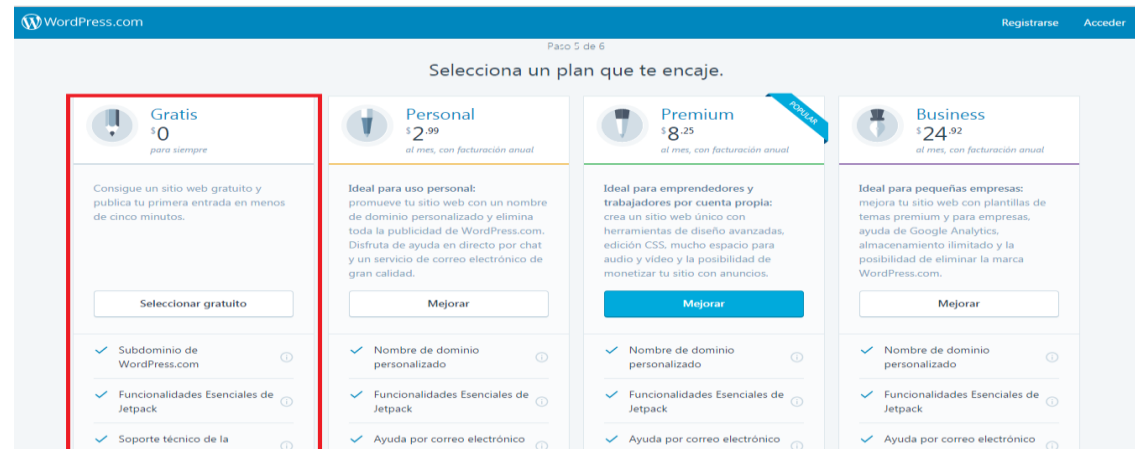 WordPress.com
Registrarse Acceder
Paso 5 de 6
Selecciona un plan que te encaje.
Gratis
$0
para siempre
Consigue un sitio web gratuito y
publica tu primera entrada en menos
de cinco minutos.
Seleccionar gratuito
Subdominio de
WordPress.com
Funcionalidades Esenciales de
Jetpack
Soporte técnico de la
Personal
$2.99
al mes, con facturación anual
Ideal para uso personal:
promueve tu sitio web con un nombre
de dominio personalizado y elimina
toda la publicidad de WordPress.com.
Disfruta de ayuda en directo por chat
y un servicio de correo electrónico de
gran calidad.
Mejorar
Nombre de dominio
personalizado
Funcionalidades Esenciales de
Jetpack
Ayuda por correo electrónico
Premium
POPULAR
$8.25
al mes, con facturación anual
Ideal para emprendedores y
trabajadores por cuenta propia:
crea un sitio web único con
herramientas de diseño avanzadas,
edición CSS, mucho espacio para
audio y vídeo y la posibilidad de
monetizar tu sitio con anuncios.
Mejorar
Nombre de dominio
personalizado
Funcionalidades Esenciales de
Jetpack
Ayuda por correo electrónico
Business
$24.92
al mes, con facturación anual
Ideal para pequeñas empresas:
mejora tu sitio web con plantillas de
temas premium y para empresas,
ayuda de Google Analytics,
almacenamiento ilimitado y la
posibilidad de eliminar la marca
WordPress.com.
Mejorar
Nombre de dominio
personalizado
Funcionalidades Esenciales de
Jetpack
Ayuda por correo electrónico